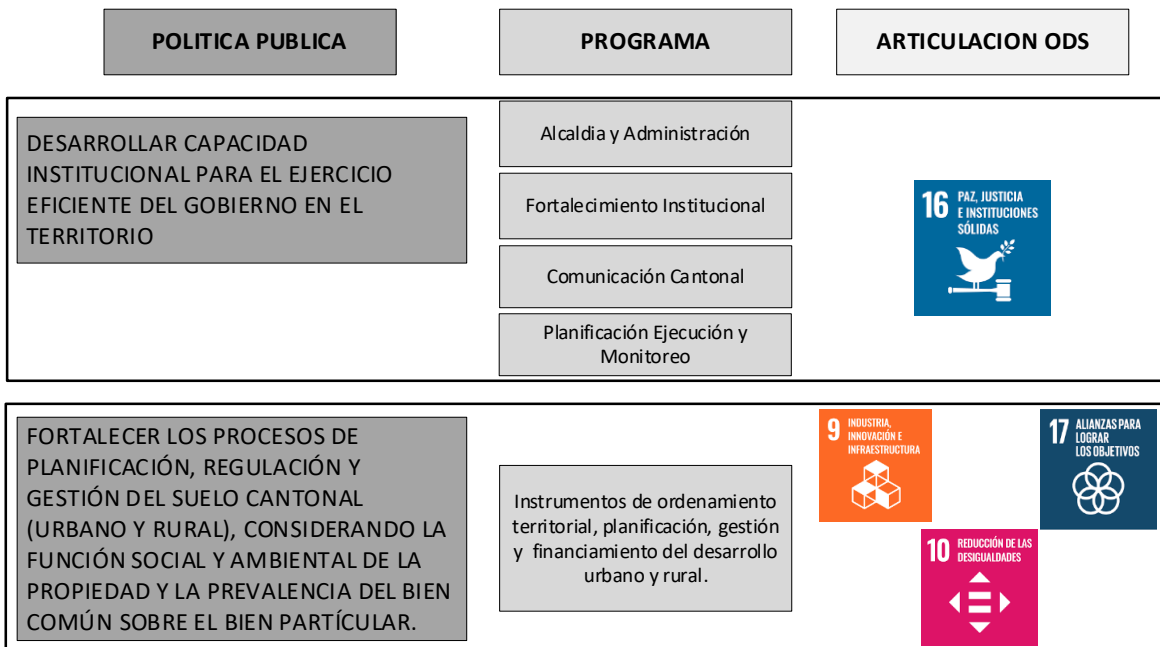 POLITICA PUBLICA
PROGRAMA
ARTICULACION ODS
DESARROLLAR CAPACIDAD
INSTITUCIONAL PARA EL EJERCICIO
EFICIENTE DEL GOBIERNO EN EL
TERRITORIO
Alcaldia y Administración
Fortalecimiento Institucional
Comunicación Cantonal
Planificación Ejecución y
Monitoreo
16 PAZ, JUSTICIA
E INSTITUCIONES
SÓLIDAS
FORTALECER LOS PROCESOS DE
PLANIFICACIÓN, REGULACIÓN Y
GESTIÓN DEL SUELO CANTONAL
(URBANO Y RURAL), CONSIDERANDO LA
FUNCIÓN SOCIAL Y AMBIENTAL DE LA
PROPIEDAD Y LA PREVALENCIA DEL BIEN
COMÚN SOBRE EL BIEN PARTÍCULAR.
Instrumentos de ordenamiento
territorial, planificación, gestión
y financiamiento del desarrollo
urbano y rural.
9 INDUSTRIA,
INNOVACIÓN E
INFRAESTRUCTURA
17 ALIANZAS PARA
LOGRAR
LOS OBJETIVOS
10 REDUCCIÓN DE LAS
DESIGUALDADES